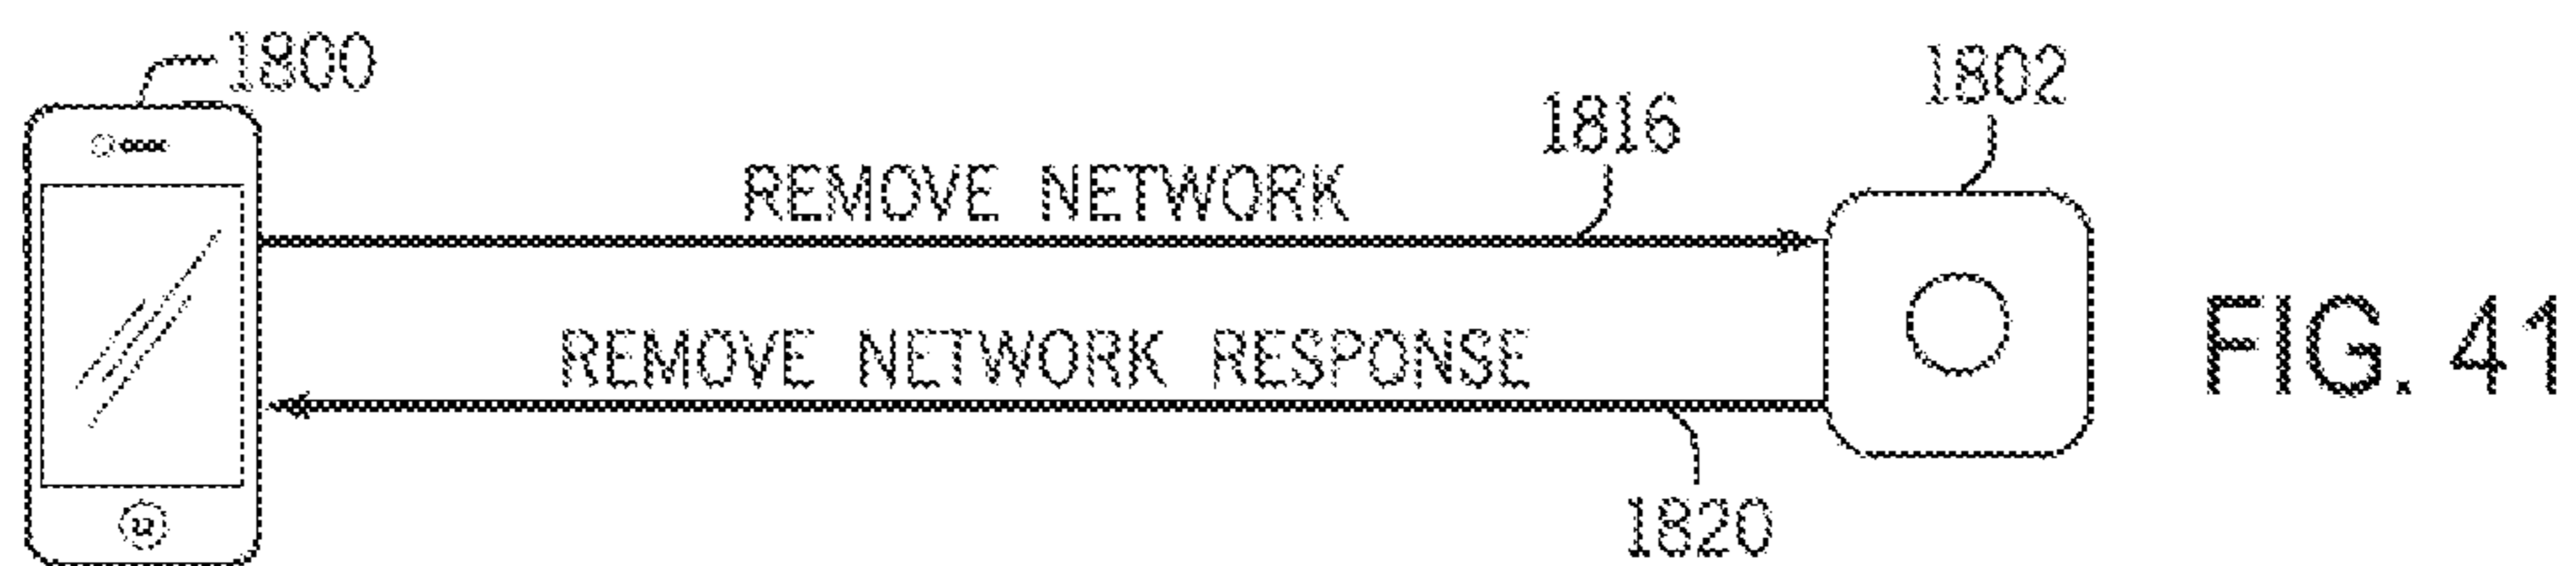 1800
1802
1816
REMOVE NETWORK
REMOVE NETWORK RESPONSE
1820
FIG. 41